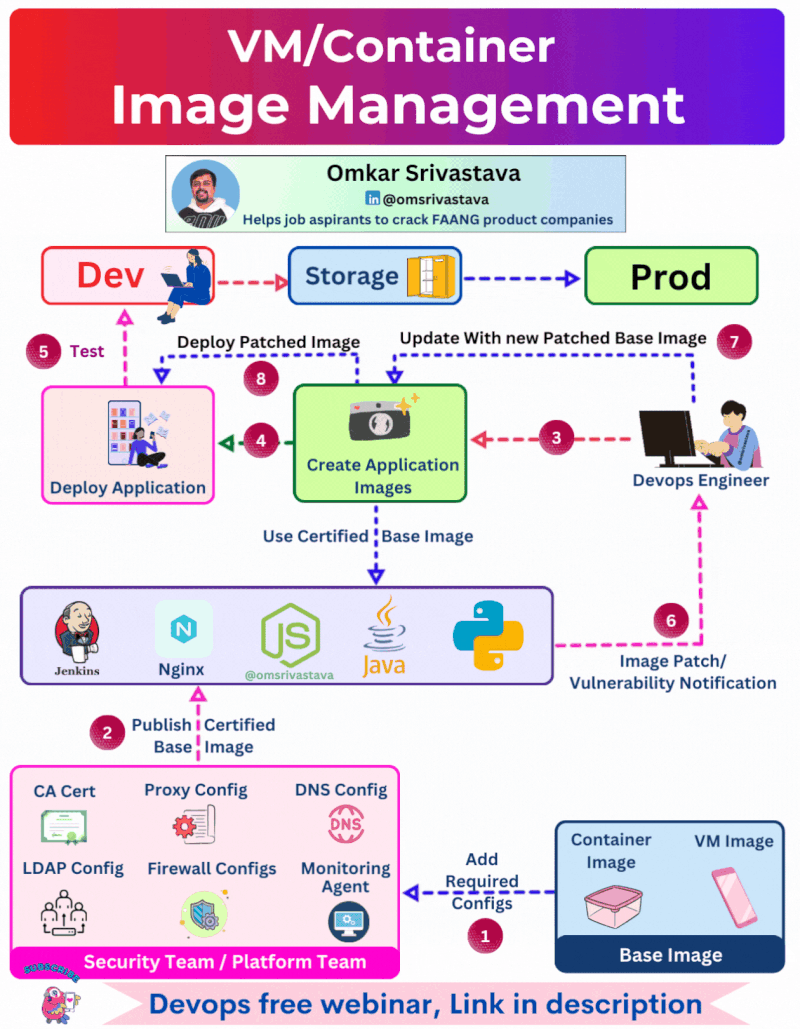 VM/Container
Image Management
Omkar Srivastava
in @omsrivastava
Helps job aspirants to crack FAANG product companies
Dev
Storage
Prod
5 Test
Deploy Patched Image
8
Update With new Patched Base Image
7
Deploy Application
4
Create Application
Images
3
Devops Engineer
Use Certified Base Image
Jenkins
N
Nginx
JS
@omsrivastava
Java
6
Image Patch/
Vulnerability Notification
2
Publish Certified
Base Image
CA Cert
Proxy Config
DNS Config
DNS
LDAP Config
Firewall Configs
Monitoring
Agent
Security Team / Platform Team
Add
Required
Configs
1
Container
Image
VM Image
Base Image
SUBSCRIBE
Devops free webinar, Link in description